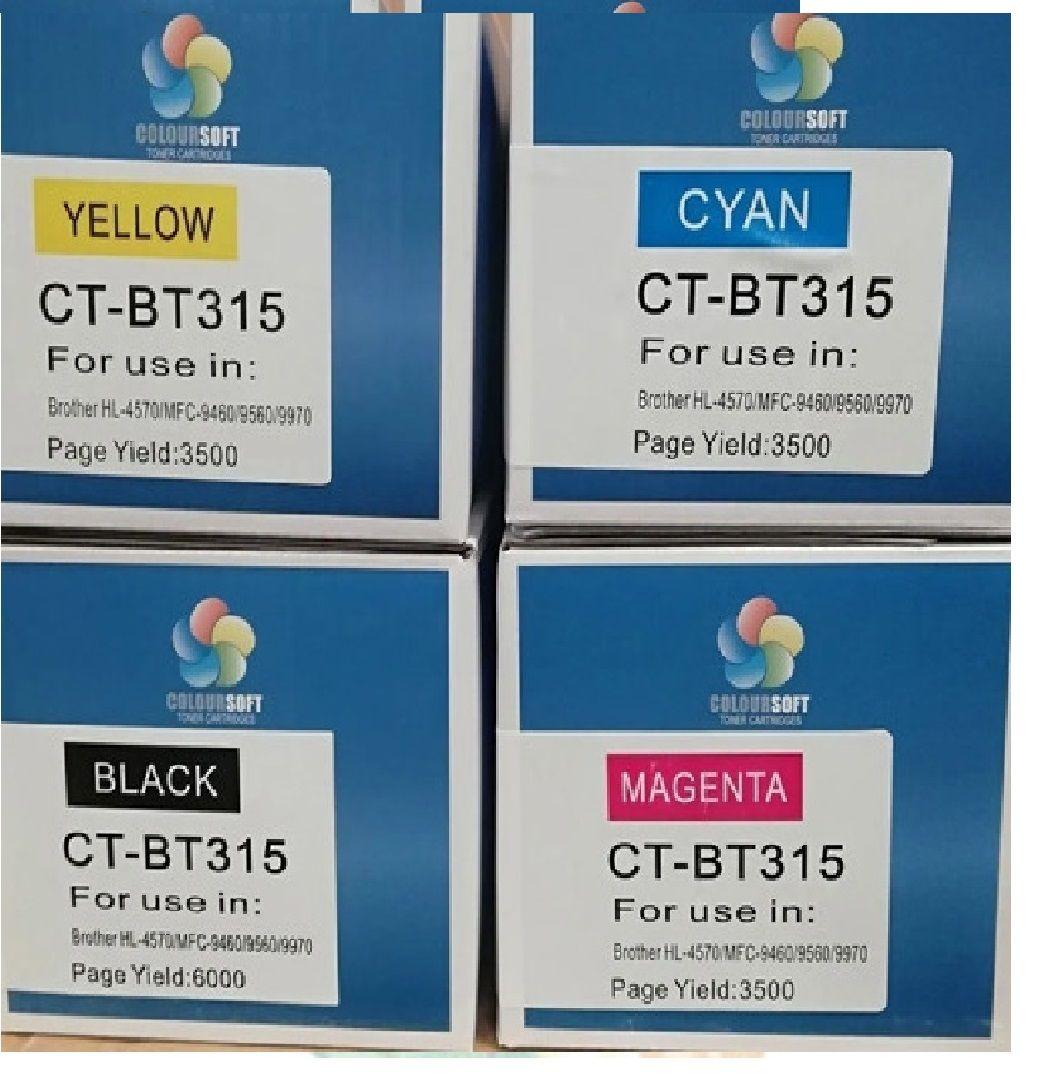 COLOURSOFT
TONER CARTRIDGES
YELLOW
CT-BT315
For use in:
Brother HL-4570/MFC-9460/9560/9970
Page Yield:3500
COLOURSOFT
TONER CARTRIDGES
CYAN
CT-BT315
For use in:
Brother HL-4570/MFC-9460/9560/9970
Page Yield:3500
COLOURSOFT
TONER CARTRIDGES
BLACK
CT-BT315
For use in:
Brother HL-4570/MFC-9460/9560/9970
Page Yield:6000
COLOURSOFT
TONER CARTRIDGES
MAGENTA
CT-BT315
For use in:
Brother HL-4570/MFC-9460/9560/9970
Page Yield:3500